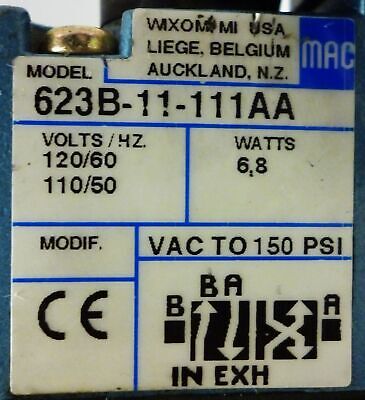 WIXOM, MI USA
LIEGE, BELGIUM
AUCKLAND, N.Z.
MAC
MODEL
623B-11-111AA
VOLTS / HZ.
120/60
110/50
WATTS
6.8
MODIF.
VAC TO 150 PSI
CE
B A
B A
IN EXH